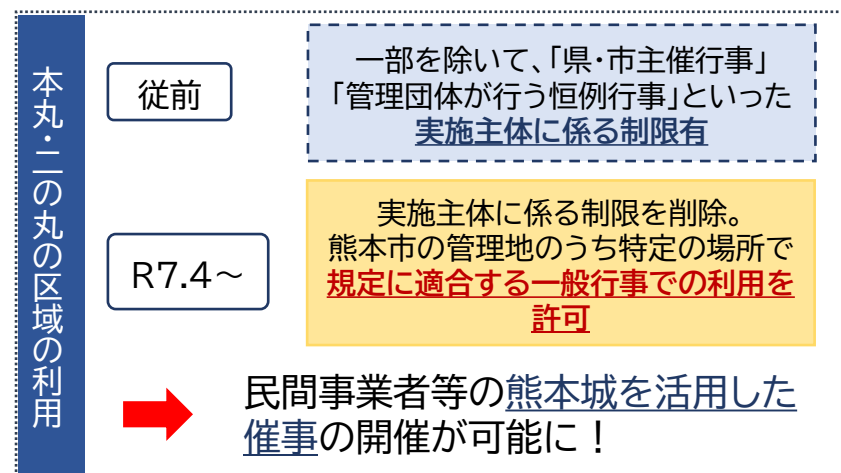 本丸・二の丸の区域の利用
従前
一部を除いて、「県・市主催行事」
「管理団体が行う恒例行事」といった
実施主体に係る制限有
R7.4～
実施主体に係る制限を削除。
熊本市の管理地のうち特定の場所で
規定に適合する一般行事での利用を
許可
民間事業者等の熊本城を活用した
催事の開催が可能に！